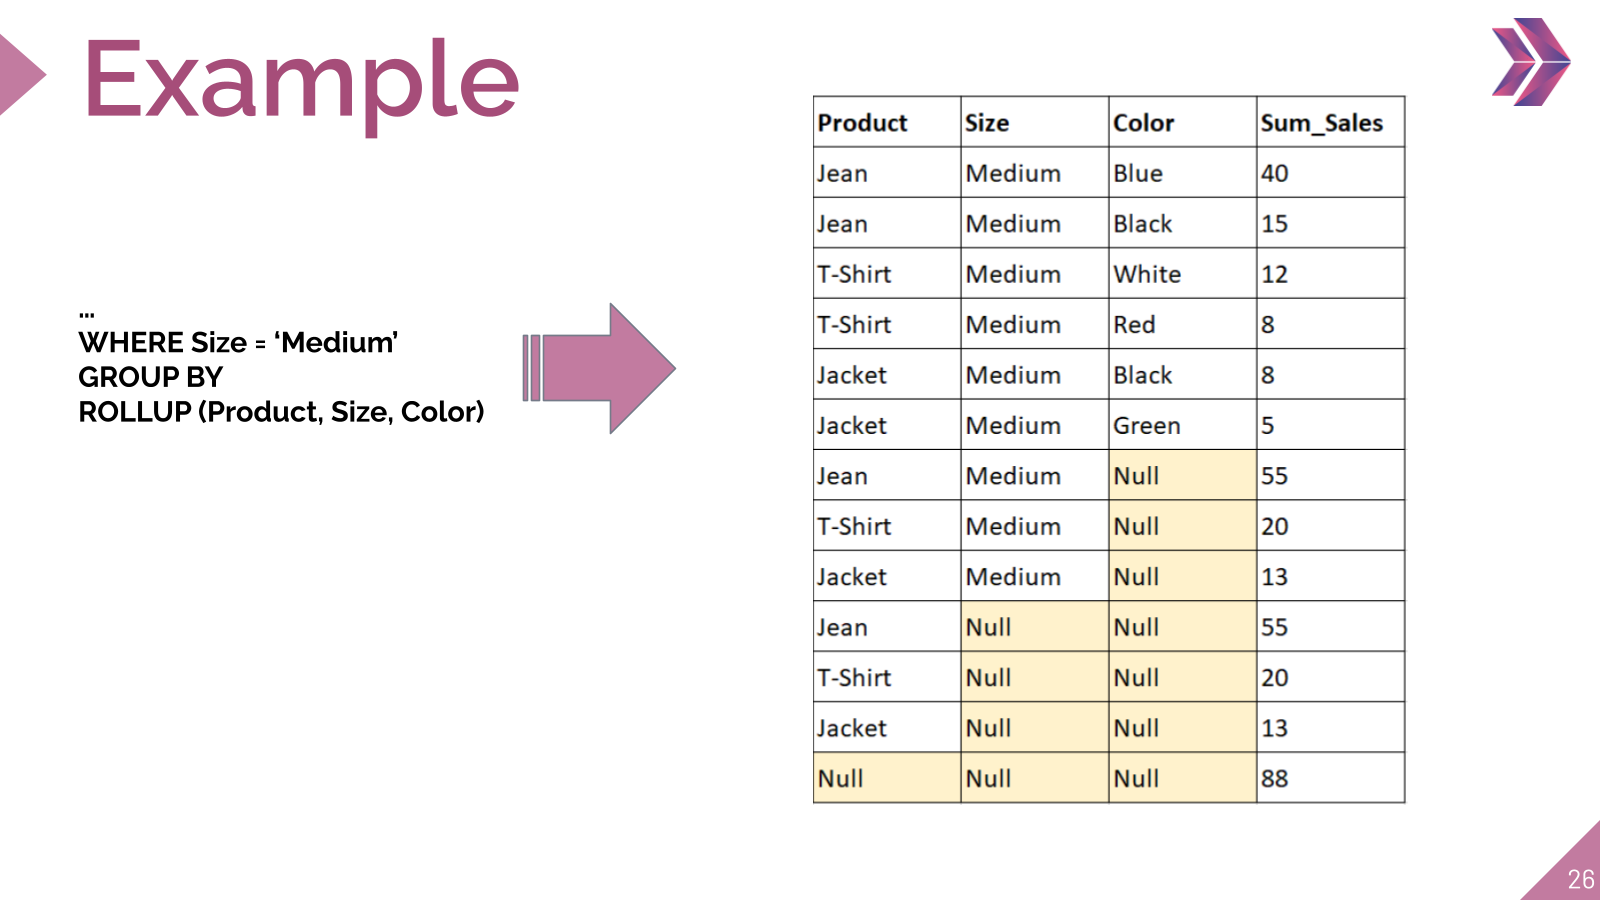 Example
...
WHERE Size = ‘Medium’
GROUP BY
ROLLUP (Product, Size, Color)
Product Size Color Sum_Sales
Jean Medium Blue 40
Jean Medium Black 15
T-Shirt Medium White 12
T-Shirt Medium Red 8
Jacket Medium Black 8
Jacket Medium Green 5
Jean Medium Null 55
T-Shirt Medium Null 20
Jacket Medium Null 13
Jean Null Null 55
T-Shirt Null Null 20
Jacket Null Null 13
Null Null Null 88
26